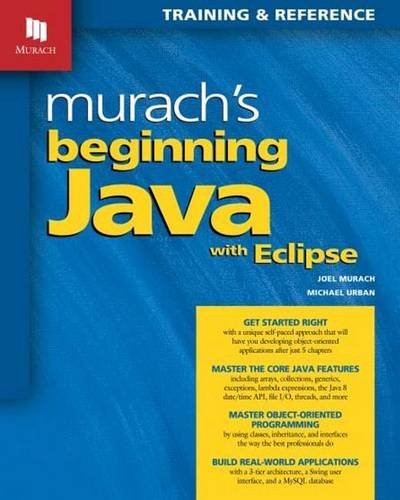 TRAINING & REFERENCE
MURACH
murach's
beginning
Java
with Eclipse
JOEL MURACH
MICHAEL URBAN
GET STARTED RIGHT
with a unique self-paced approach that will
have you developing object-oriented
applications after just 5 chapters
MASTER THE CORE JAVA FEATURES
including arrays, collections, generics,
exceptions, lambda expressions, the Java 8
date/time API, file I/O, threads, and more
MASTER OBJECT-ORIENTED
PROGRAMMING
by using classes, inheritance, and interfaces
the way the best professionals do
BUILD REAL-WORLD APPLICATIONS
with a 3-tier architecture, a Swing user
interface, and a MySQL database